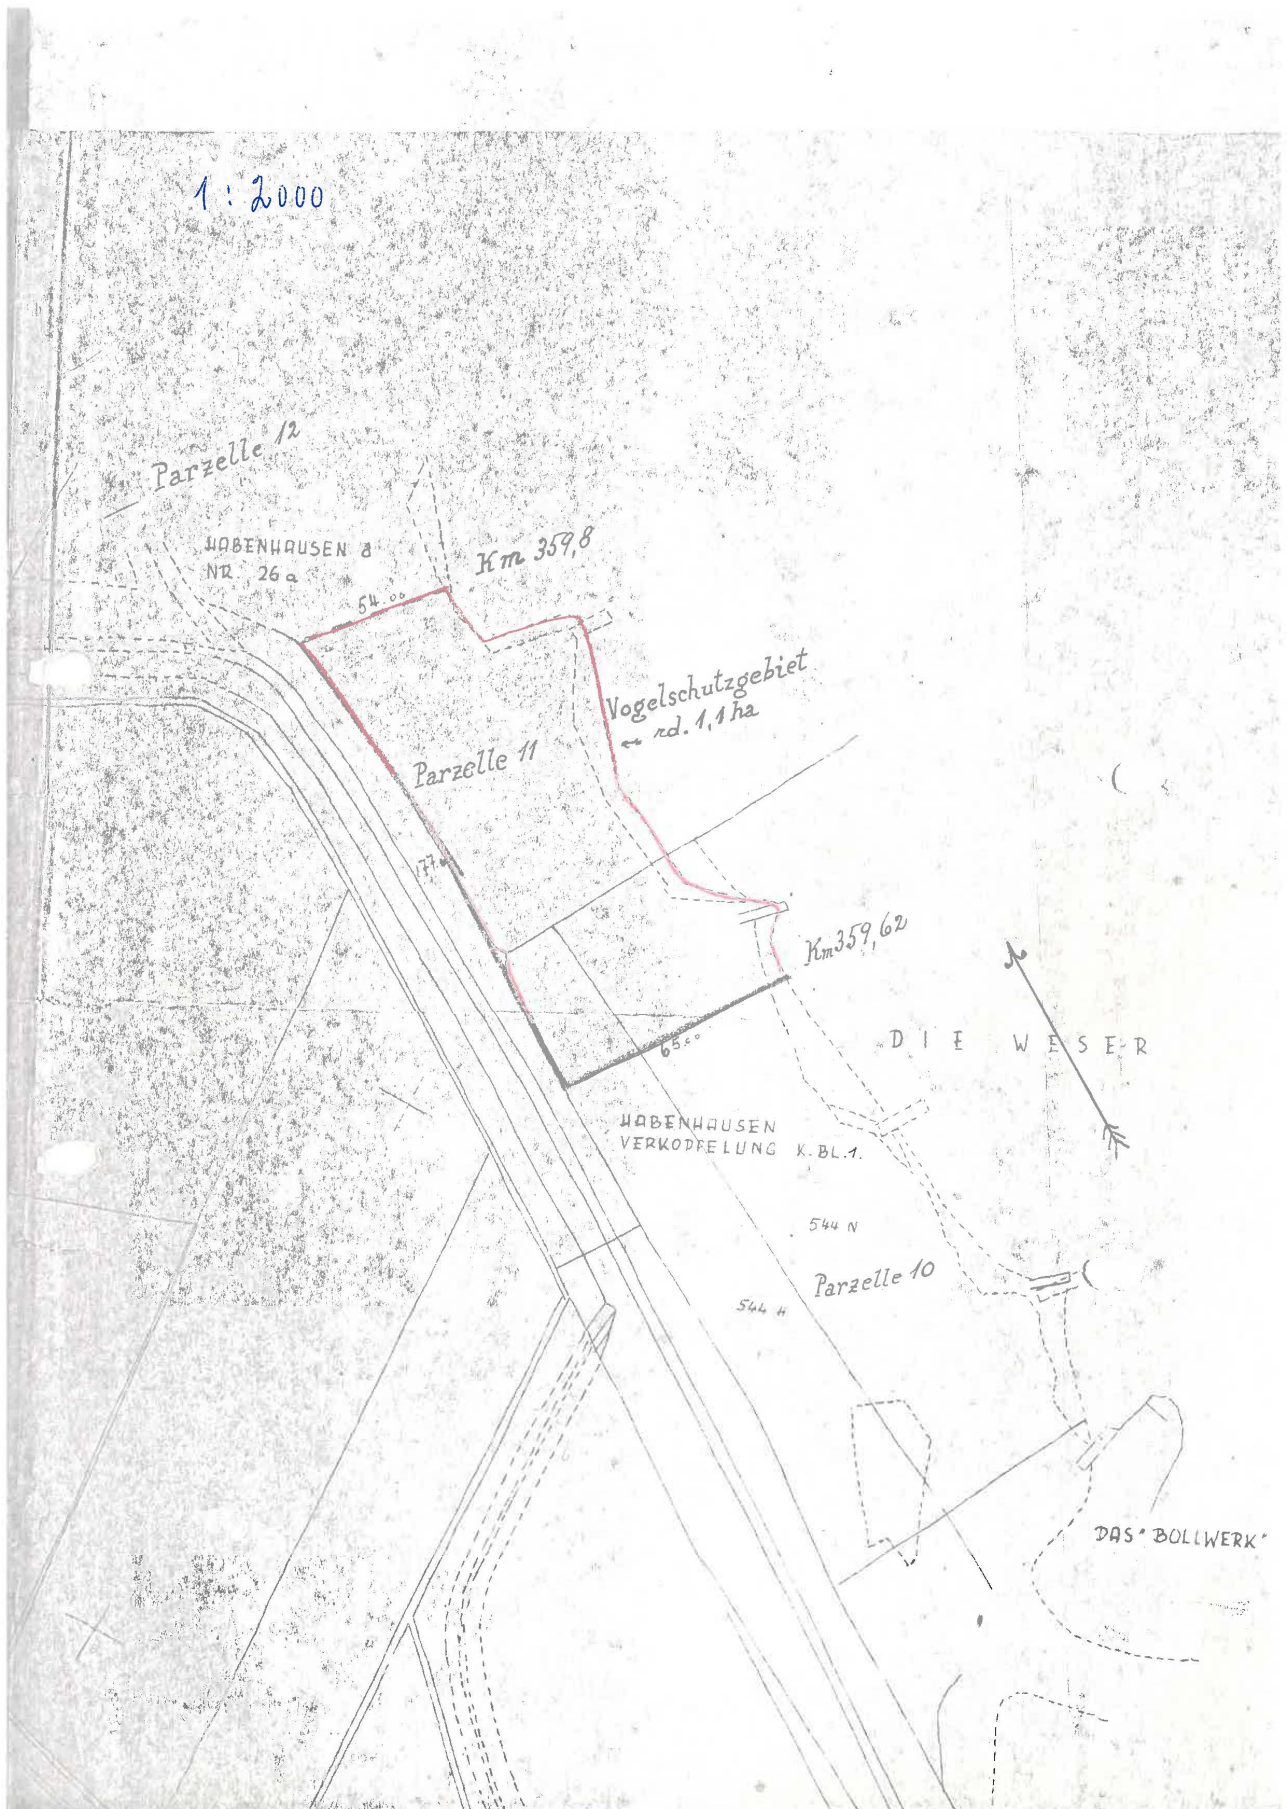 1 : 2000
Parzelle 12
HABENHAUSEN 8
NR 26a
Km 359,8
54.00
Vogelschutzgebiet
rd. 1,1 ha
Parzelle 11
177.
Km 359,62
DIE WESER
65.00
HABENHAUSEN
VERKOPPELUNG K.BL.1.
544 N
Parzelle 10
544 H
DAS "BOLLWERK"